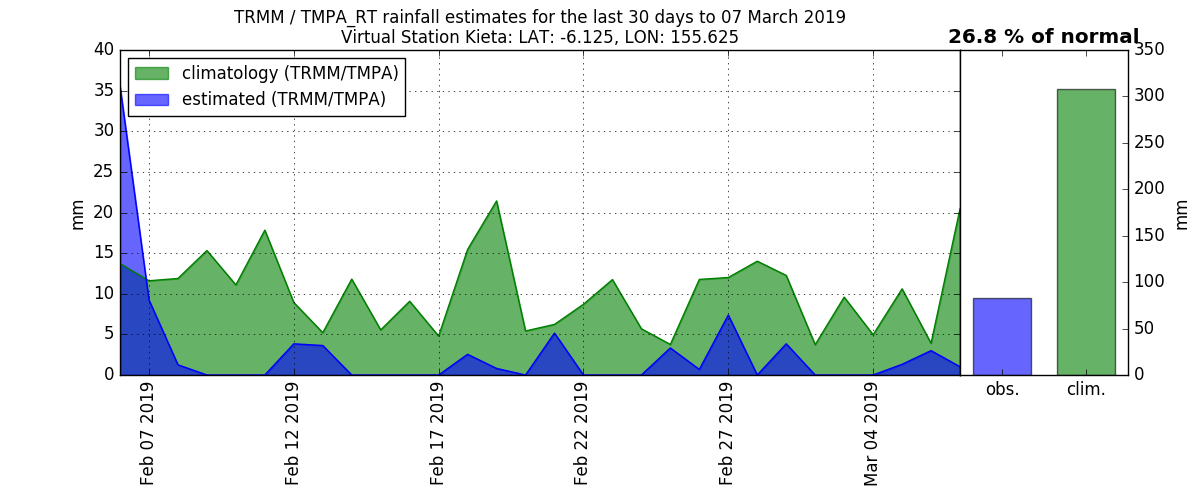 TRMM / TMPA_RT rainfall estimates for the last 30 days to 07 March 2019
Virtual Station Kieta: LAT: -6.125, LON: 155.625
26.8 % of normal
climatology (TRMM/TMPA)
estimated (TRMM/TMPA)
mm
40
35
30
25
20
15
10
5
0
Feb 07 2019
Feb 12 2019
Feb 17 2019
Feb 22 2019
Feb 27 2019
Mar 04 2019
obs.
clim.
350
300
250
200
150
100
50
0
mm